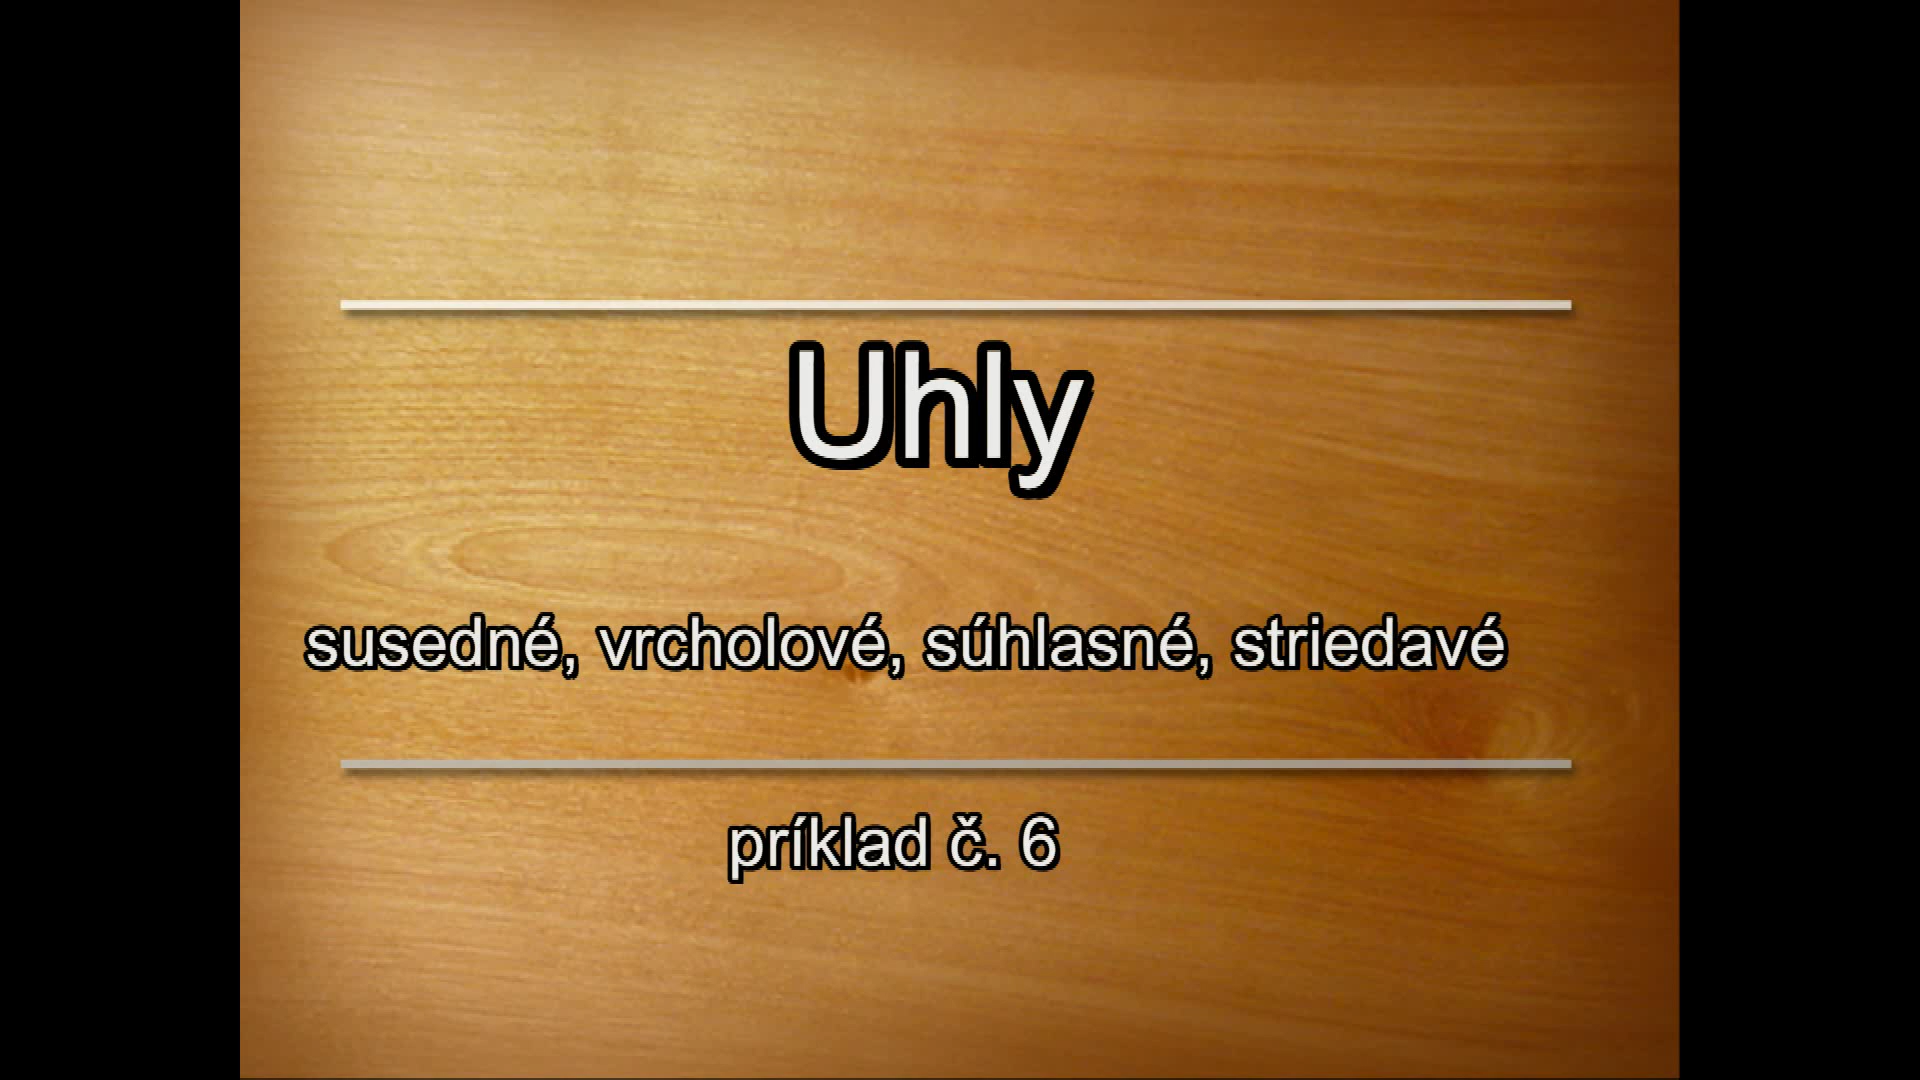 Uhly
susedné, vrcholové, súhlasné, striedavé
príklad č. 6